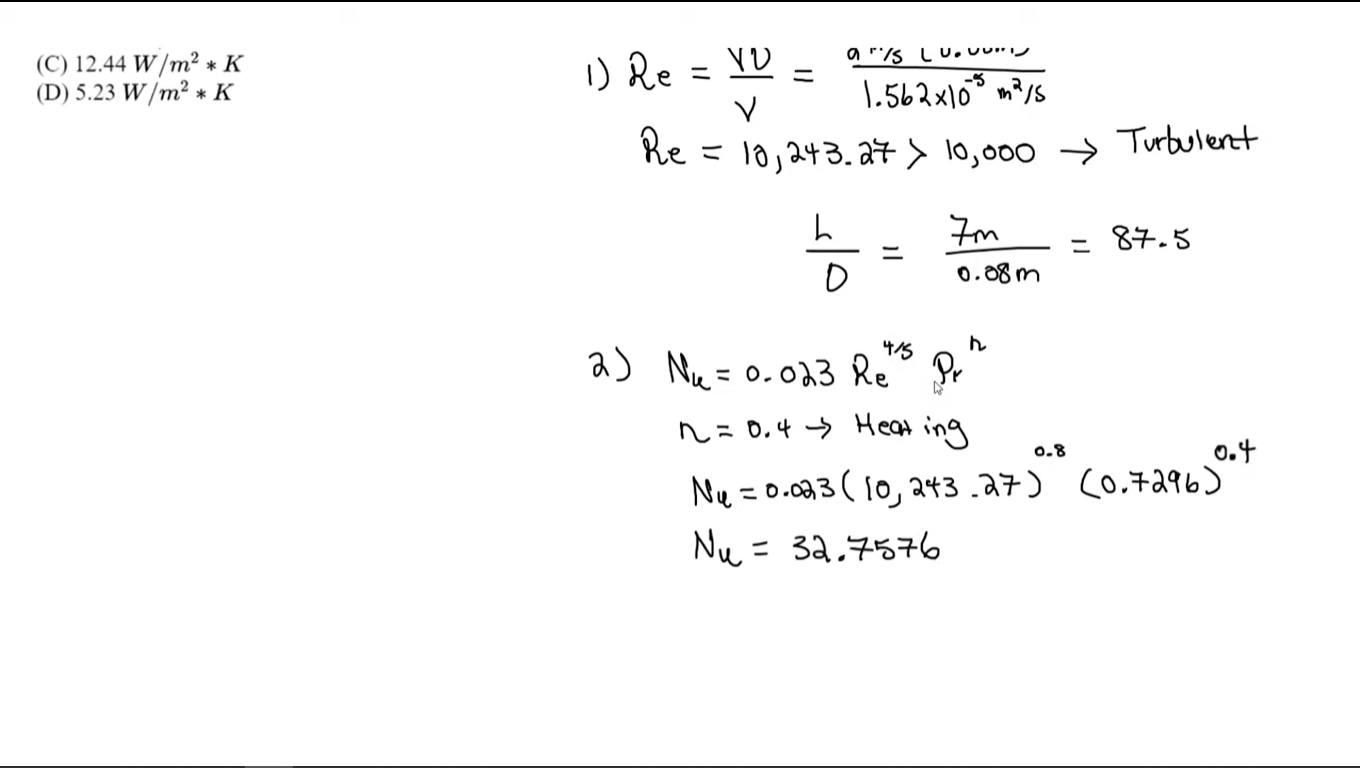 (C) 12.44 W/m² * K
(D) 5.23 W/m² * K
1) Re = VD / ν = / 1.562x10⁻⁵ m²/s
Re = 10,243.27 > 10,000 → Turbulent
L / D = 7m / 0.08m = 87.5
2) Nu = 0.023 Re^4/5 Pr^n
n = 0.4 → Heating
Nu = 0.023 (10,243.27)^0.8 (0.7296)^0.4
Nu = 32.7576